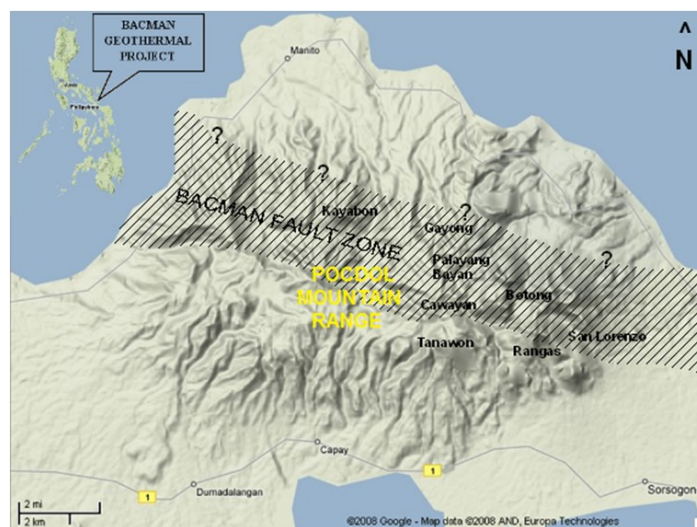 BACMAN
GEOTHERMAL
PROJECT
^
N
Manito
Philippines
?
?
?
?
BACMAN FAULT ZONE
Kayabon
Gayong
Palayang
Bayan
POCDOL
MOUNTAIN
RANGE
Botong
Cawayan
Tanawon
Rangas
San Lorenzo
Capay
1
1
Dumadalangan
Sorsogon
2 mi
2 km
©2008 Google - Map data ©2008 AND, Europa Technologies